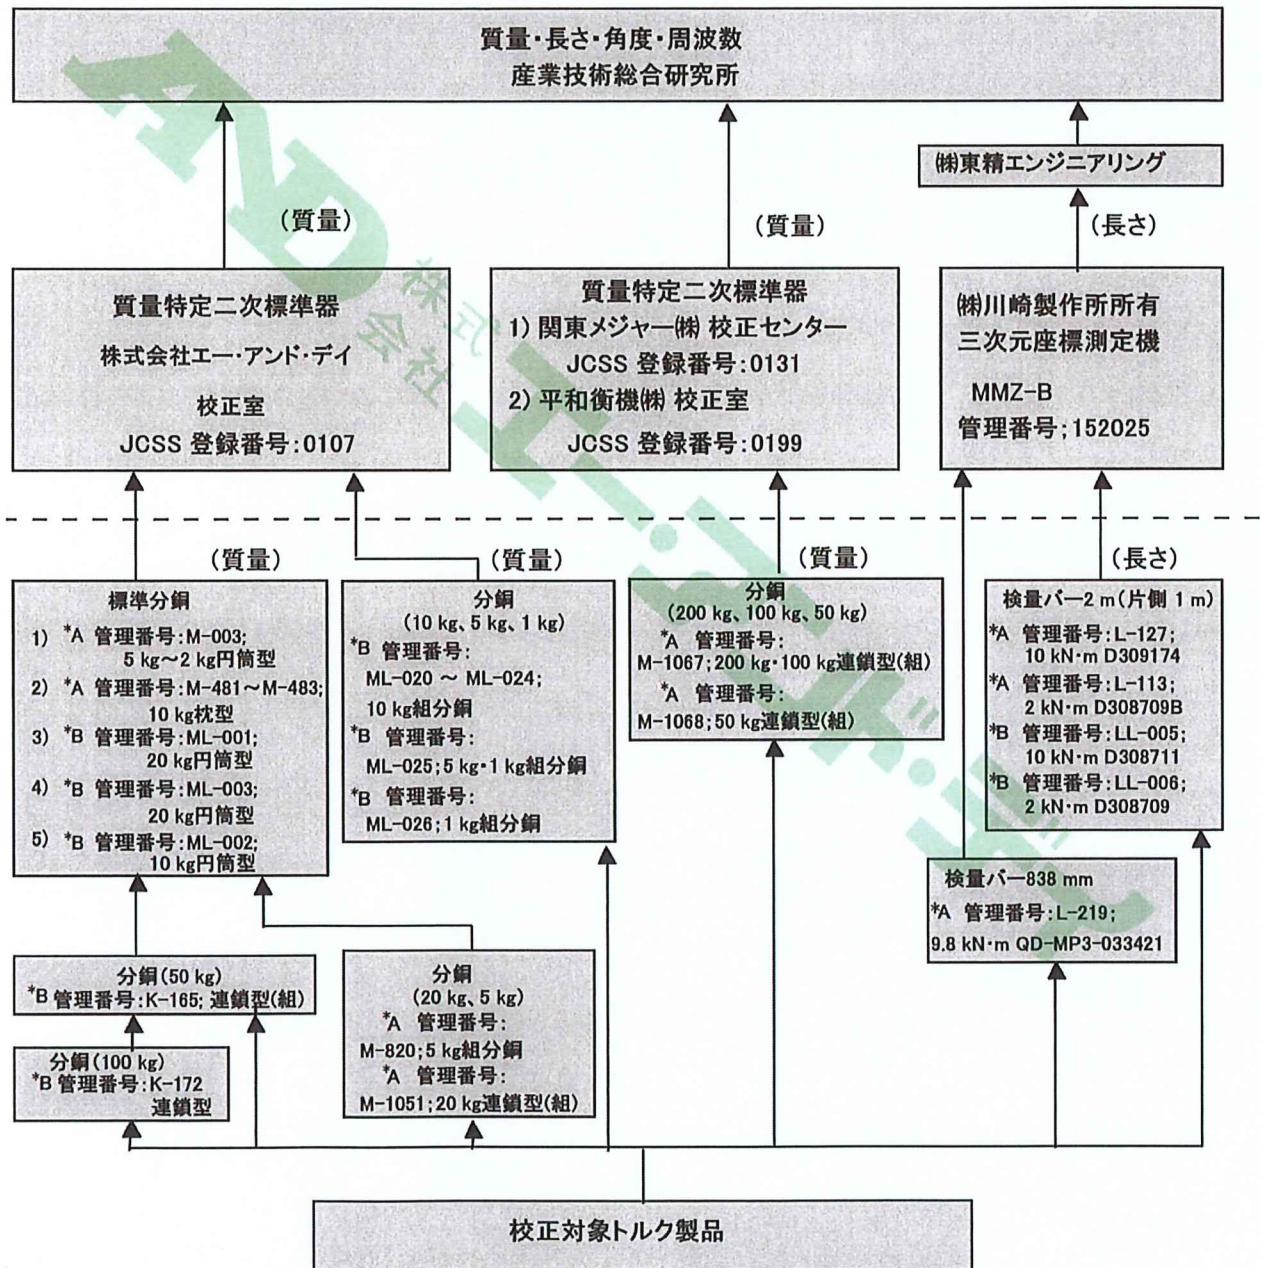 質量・長さ・角度・周波数
産業技術総合研究所
㈱東精エンジニアリング
(質量)
(質量)
(長さ)
質量特定二次標準器
株式会社エー・アンド・デイ
校正室
JCSS 登録番号:0107
質量特定二次標準器
1) 関東メジャー㈱ 校正センター
JCSS 登録番号:0131
2) 平和衡機㈱ 校正室
JCSS 登録番号:0199
㈱川崎製作所所有
三次元座標測定機
MMZ-B
管理番号;152025
(質量)
(質量)
(長さ)
標準分銅
1) *A 管理番号:M-003;
5 kg～2 kg円筒型
2) *A 管理番号:M-481～M-483;
10 kg枕型
3) *B 管理番号:ML-001;
20 kg円筒型
4) *B 管理番号:ML-003;
20 kg円筒型
5) *B 管理番号:ML-002;
10 kg円筒型
分銅
(10 kg、5 kg、1 kg)
*B 管理番号:
ML-020 ～ ML-024;
10 kg組分銅
*B 管理番号:
ML-025;5 kg・1 kg組分銅
*B 管理番号:
ML-026;1 kg組分銅
分銅
(200 kg、100 kg、50 kg)
*A 管理番号:
M-1067;200 kg・100 kg連鎖型(組)
*A 管理番号:
M-1068;50 kg連鎖型(組)
検量バー2 m(片側 1 m)
*A 管理番号:L-127;
10 kN・m D309174
*A 管理番号:L-113;
2 kN・m D308709B
*B 管理番号:LL-005;
10 kN・m D308711
*B 管理番号:LL-006;
2 kN・m D308709
検量バー838 mm
*A 管理番号:L-219;
9.8 kN・m QD-MP3-033421
分銅(50 kg)
*B 管理番号:K-165; 連鎖型(組)
分銅(100 kg)
*B 管理番号:K-172
連鎖型
分銅
(20 kg、5 kg)
*A 管理番号:
M-820;5 kg組分銅
*A 管理番号:
M-1051;20 kg連鎖型(組)
校正対象トルク製品
AND 株式会社 エー・アンド・デイ